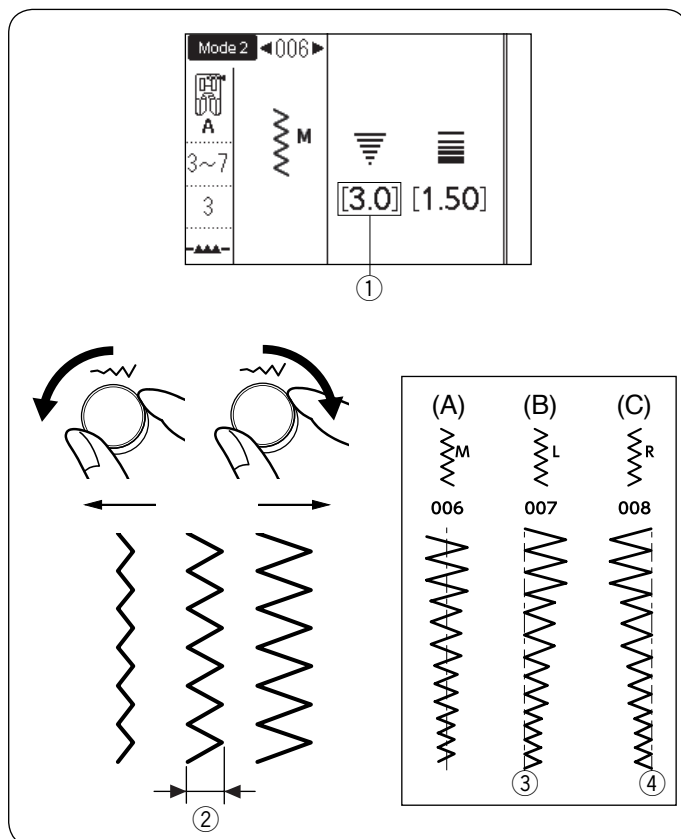 Mode 2 ◀006▶
A
M
3~7
3
[3.0] [1.50]
①
(A) (B) (C)
M L R
006 007 008
②
③ ④